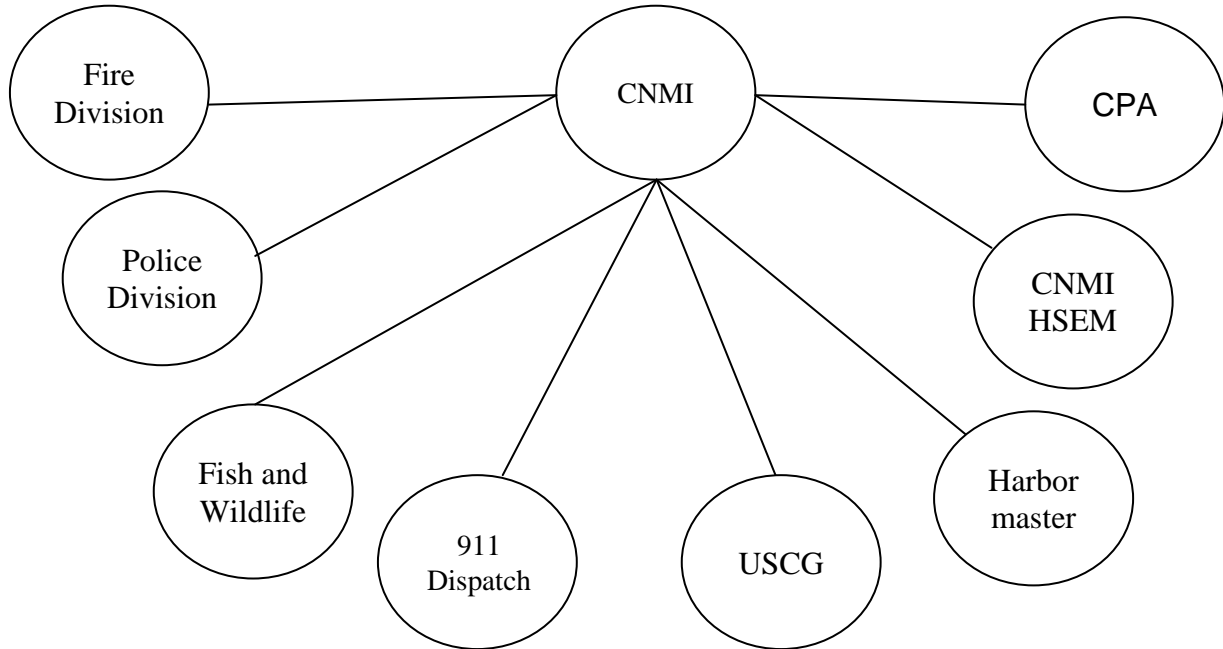 Fire
Division
CNMI
CPA
Police
Division
CNMI
HSEM
Fish and
Wildlife
911
Dispatch
USCG
Harbor
master